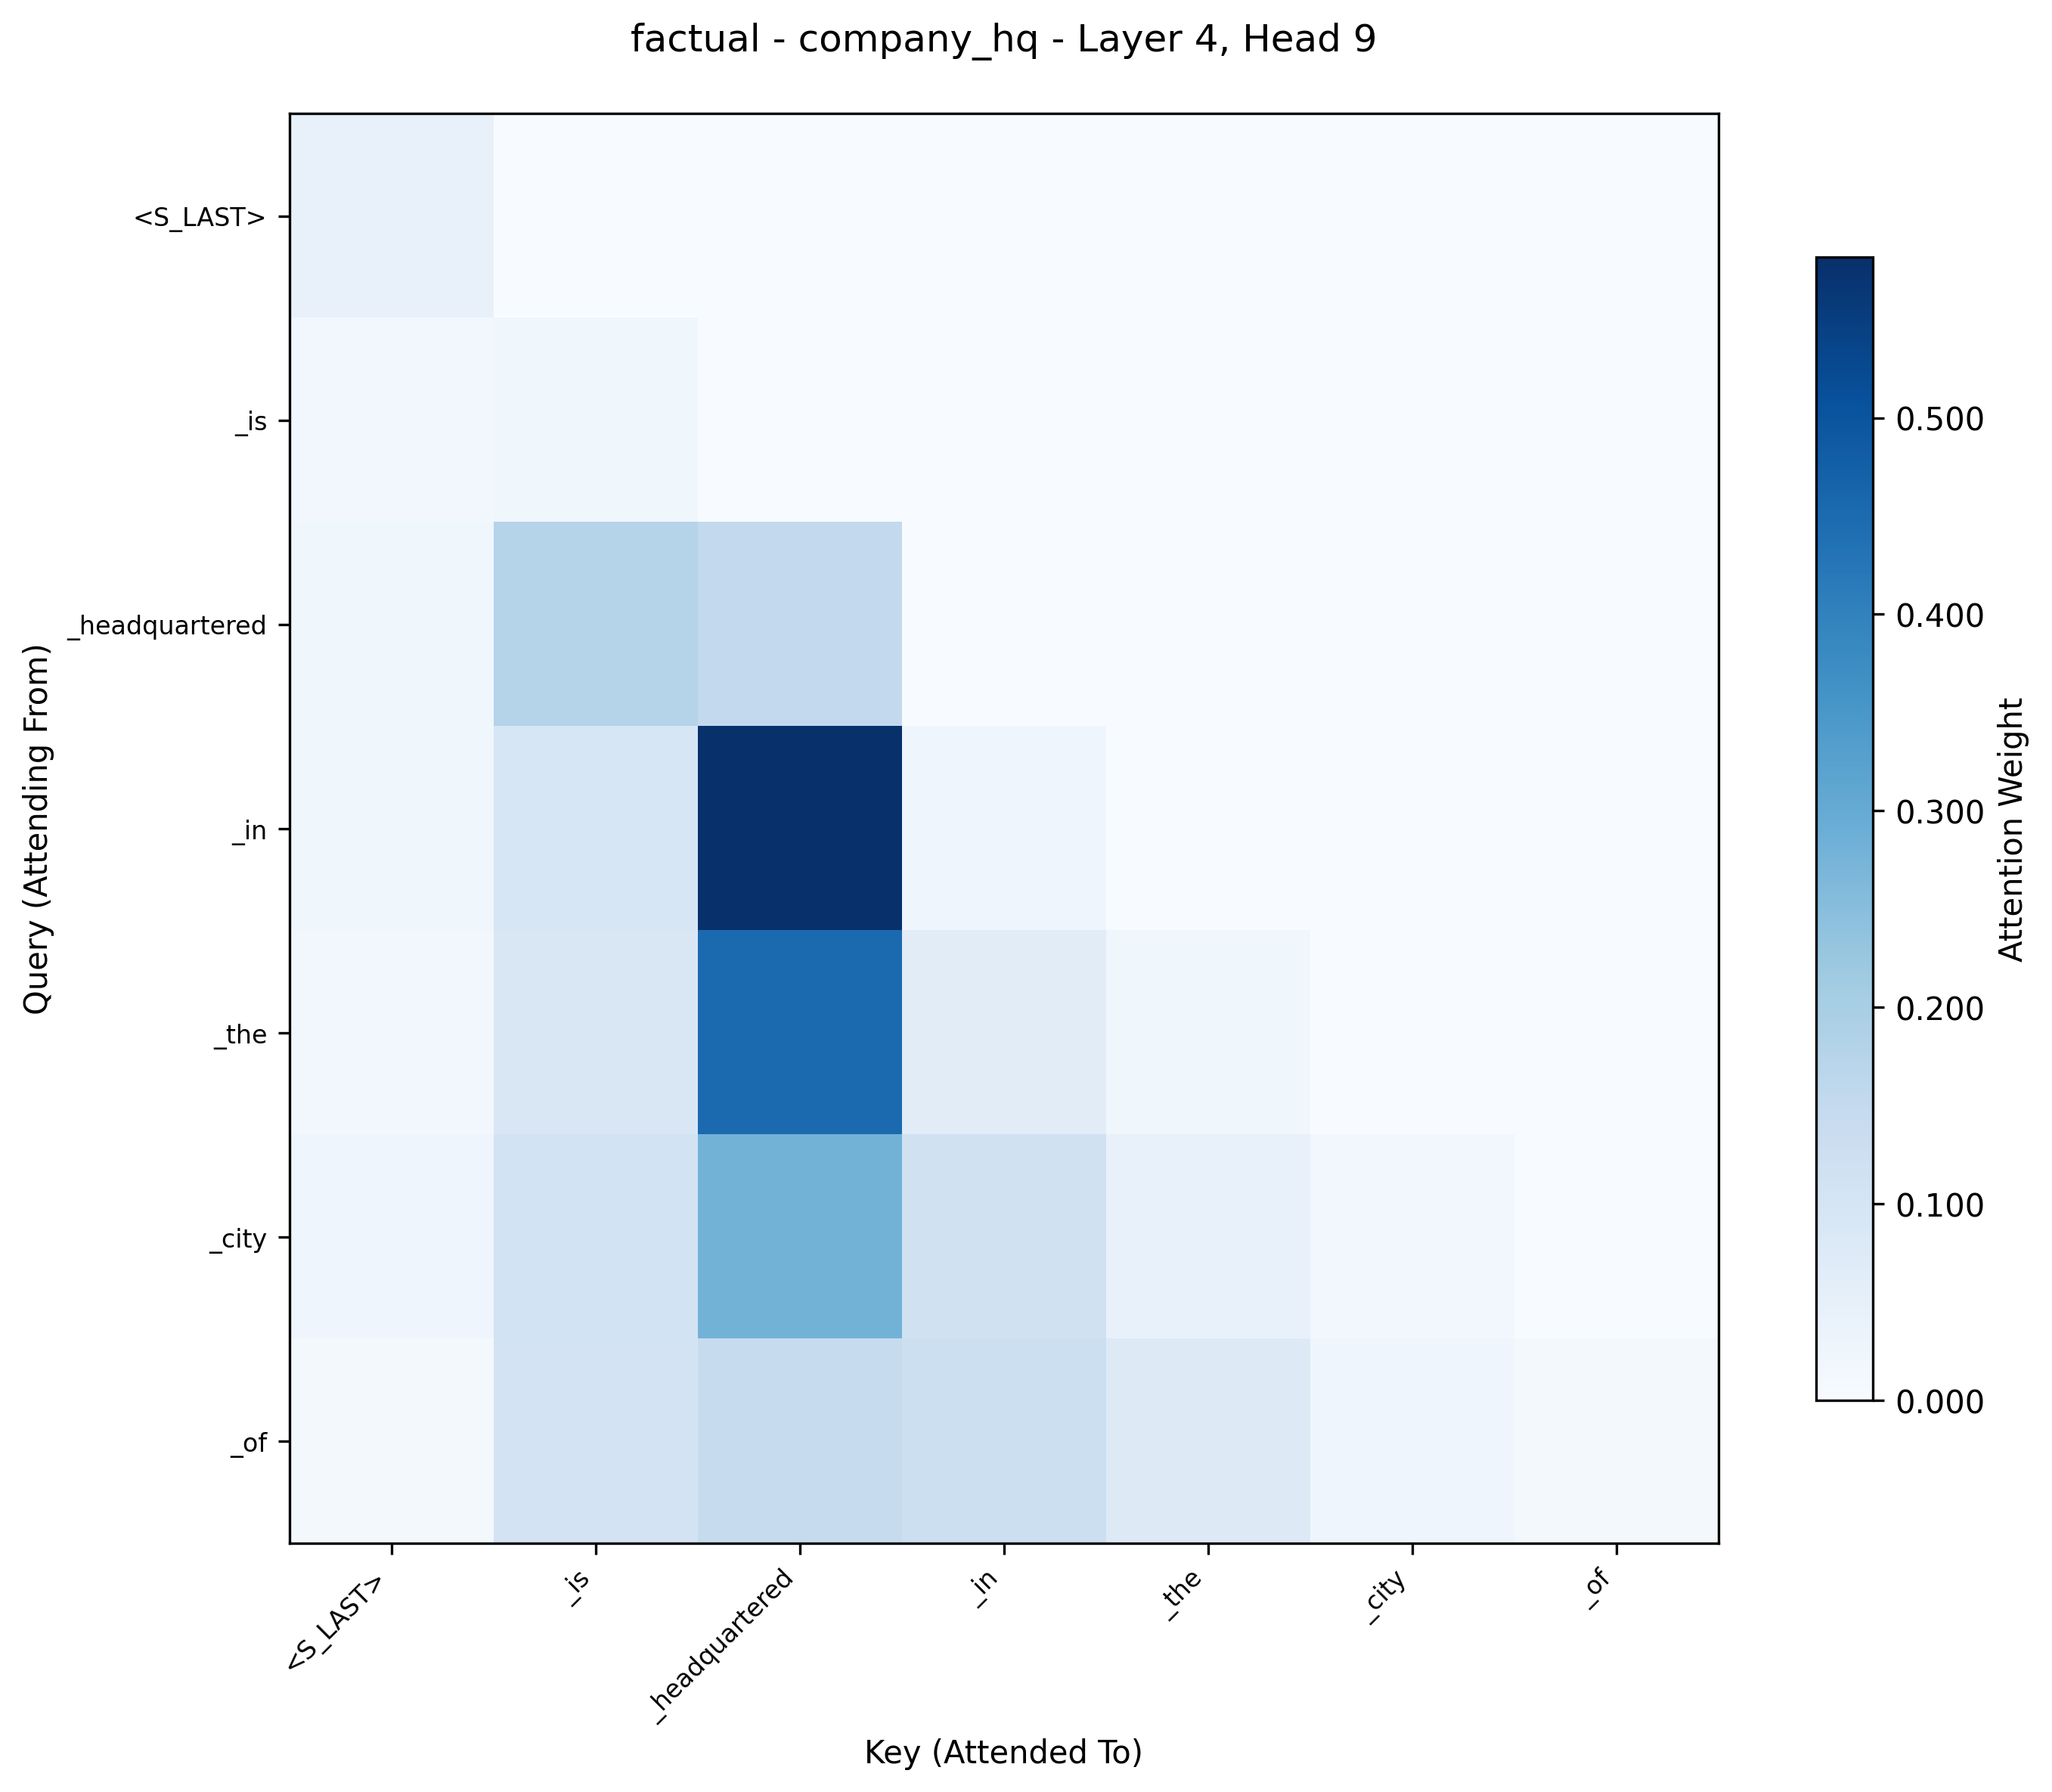 factual - company_hq - Layer 4, Head 9
Query (Attending From)
<S_LAST>
_is
_headquartered
_in
_the
_city
_of
<S_LAST>
_is
_headquartered
_in
_the
_city
_of
Key (Attended To)
0.500
0.400
0.300
0.200
0.100
0.000
Attention Weight